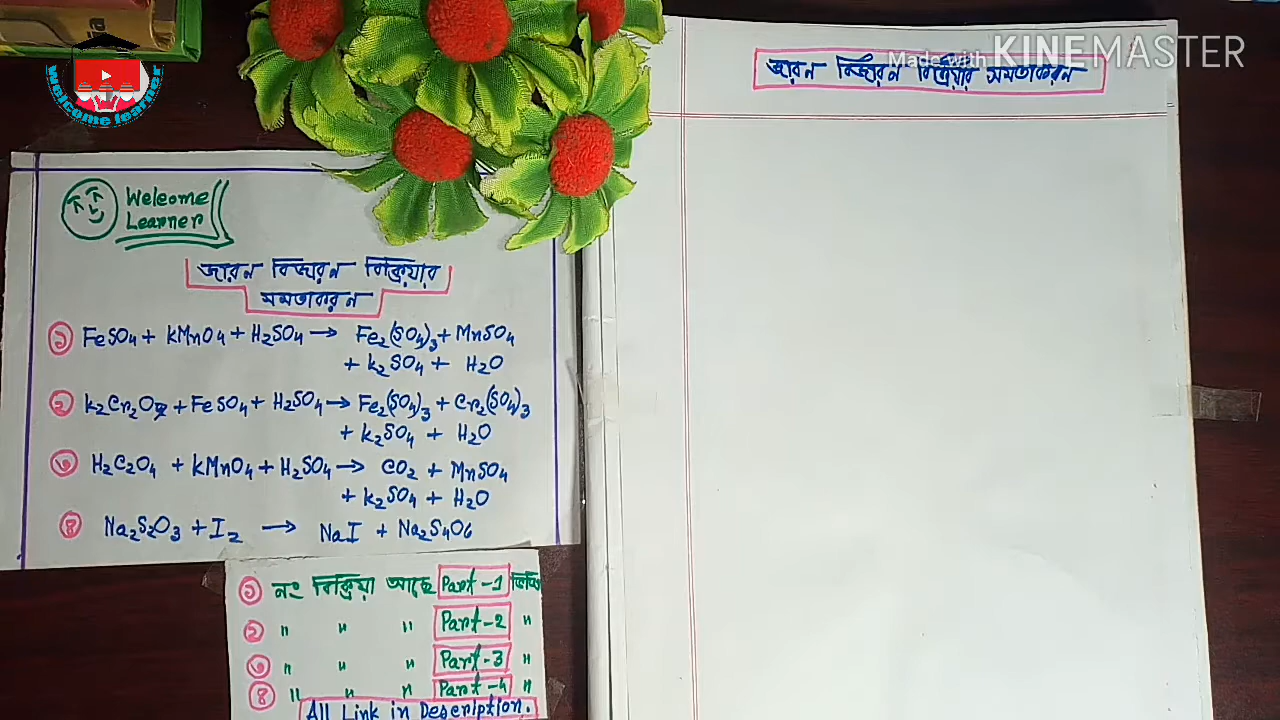 Welcome learner
Welcome
Learner
জারন বিজারন বিক্রিয়ার
সমতাকরন
১ FeSO4 + KMnO4 + H2SO4 → Fe2(SO4)3 + MnSO4
+ K2SO4 + H2O
২ K2Cr2O7 + FeSO4 + H2SO4 → Fe2(SO4)3 + Cr2(SO4)3
+ K2SO4 + H2O
৩ H2C2O4 + KMnO4 + H2SO4 → CO2 + MnSO4
+ K2SO4 + H2O
৪ Na2S2O3 + I2 → NaI + Na2S4O6
১ নং বিক্রিয়া আছে Part-1
২ " " " Part-2 "
৩ " " " Part-3 "
৪ " " " Part-4 "
All Link in Description.
Made with KINEMASTER
জারন বিজারন বিক্রিয়ার সমতাকরন